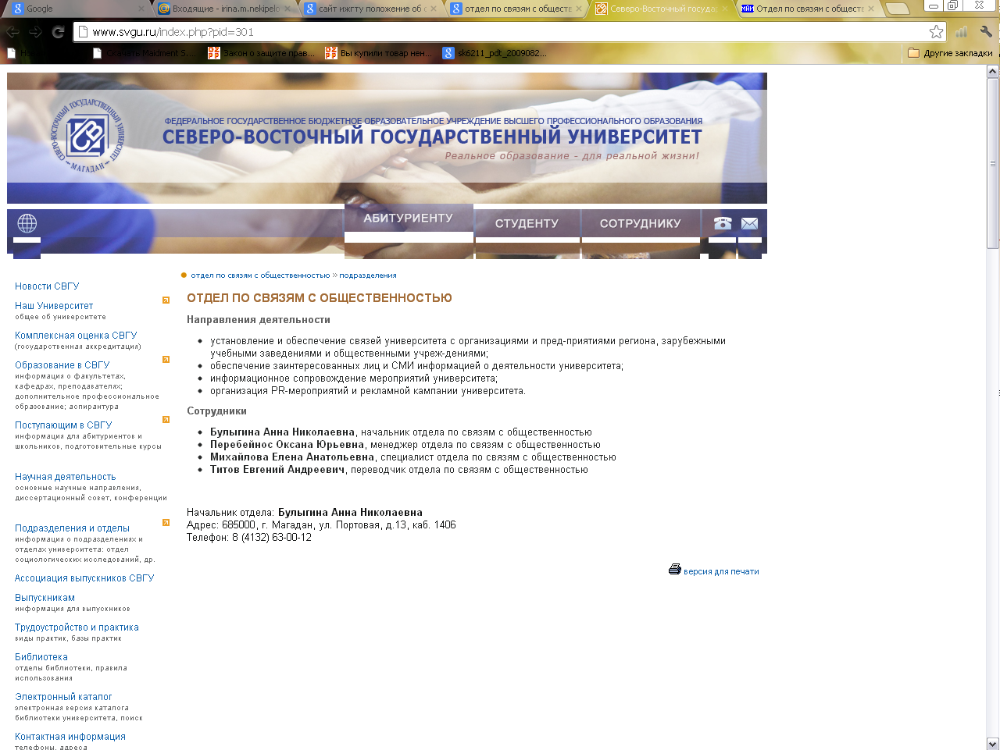 Google
Входящие - irina.m.nekipelo
сайт ижгту положение об о
отдел по связям с обществ
Северо-Восточный государ
Отдел по связям с обществ
www.svgu.ru/index.php?pid=301
Скачать Maidment S.
Закон о защите прав...
Вы купили товар нен...
sk6211_pdt_2009082...
Другие закладки
СЕВЕРО-ВОСТОЧНЫЙ ГОСУДАРСТВЕННЫЙ УНИВЕРСИТЕТ
МАГАДАН
ФЕДЕРАЛЬНОЕ ГОСУДАРСТВЕННОЕ БЮДЖЕТНОЕ ОБРАЗОВАТЕЛЬНОЕ УЧРЕЖДЕНИЕ ВЫСШЕГО ПРОФЕССИОНАЛЬНОГО ОБРАЗОВАНИЯ
СЕВЕРО-ВОСТОЧНЫЙ ГОСУДАРСТВЕННЫЙ УНИВЕРСИТЕТ
Реальное образование - для реальной жизни!
АБИТУРИЕНТУ
СТУДЕНТУ
СОТРУДНИКУ
Новости СВГУ
Наш Университет
общее об университете
Комплексная оценка СВГУ
(государственная аккредитация)
Образование в СВГУ
информация о факультетах,
кафедрах, преподавателях;
дополнительное профессиональное
образование; аспирантура
Поступающим в СВГУ
информация для абитуриентов и
школьников, подготовительные курсы
Научная деятельность
основные научные направления,
диссертационный совет, конференции
Подразделения и отделы
информация о подразделениях и
отделах университета: отдел
социологических исследований, др.
Ассоциация выпускников СВГУ
Выпускникам
информация для выпускников
Трудоустройство и практика
виды практик, базы практик
Библиотека
отделы библиотеки, правила
использования
Электронный каталог
электронная версия каталога
библиотеки университета, поиск
Контактная информация
телефоны, адреса
отдел по связям с общественностью » подразделения
ОТДЕЛ ПО СВЯЗЯМ С ОБЩЕСТВЕННОСТЬЮ
Направления деятельности
• установление и обеспечение связей университета с организациями и пред-приятиями региона, зарубежными
учебными заведениями и общественными учреж-дениями;
• обеспечение заинтересованных лиц и СМИ информацией о деятельности университета;
• информационное сопровождение мероприятий университета;
• организация PR-мероприятий и рекламной кампании университета.
Сотрудники
• Булыгина Анна Николаевна, начальник отдела по связям с общественностью
• Перебейнос Оксана Юрьевна, менеджер отдела по связям с общественностью
• Михайлова Елена Анатольевна, специалист отдела по связям с общественностью
• Титов Евгений Андреевич, переводчик отдела по связям с общественностью
Начальник отдела: Булыгина Анна Николаевна
Адрес: 685000, г. Магадан, ул. Портовая, д.13, каб. 1406
Телефон: 8 (4132) 63-00-12
версия для печати